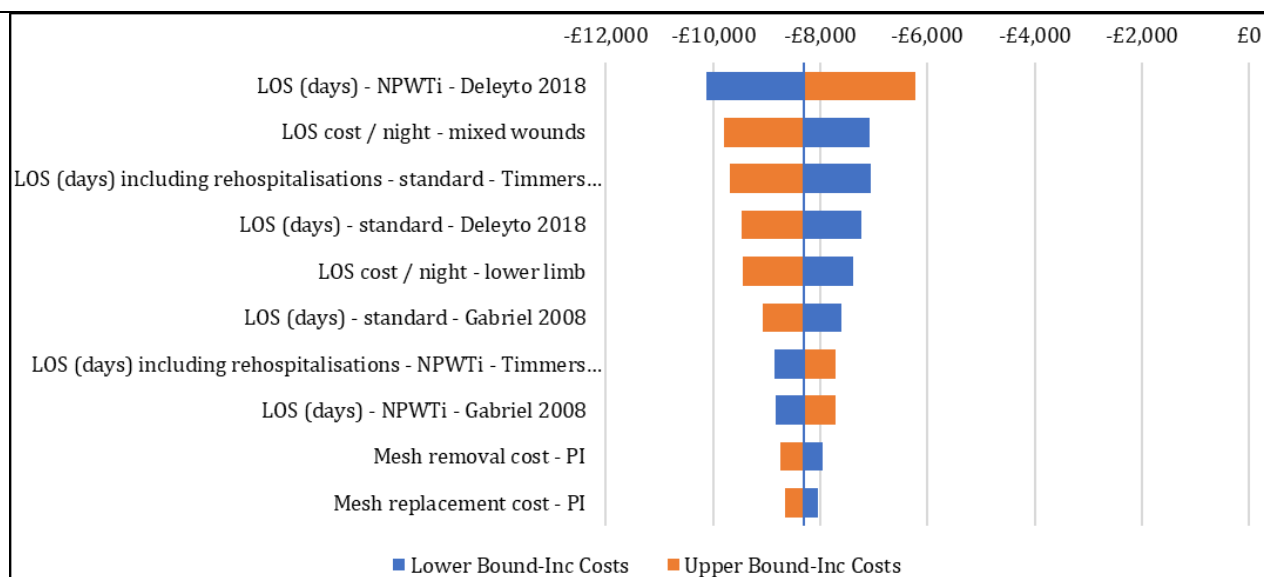 -£12,000 -£10,000 -£8,000 -£6,000 -£4,000 -£2,000 £0
LOS (days) - NPWTi - Deleyto 2018
LOS cost / night - mixed wounds
LOS (days) including rehospitalisations - standard - Timmers...
LOS (days) - standard - Deleyto 2018
LOS cost / night - lower limb
LOS (days) - standard - Gabriel 2008
LOS (days) including rehospitalisations - NPWTi - Timmers...
LOS (days) - NPWTi - Gabriel 2008
Mesh removal cost - PI
Mesh replacement cost - PI
Lower Bound-Inc Costs Upper Bound-Inc Costs